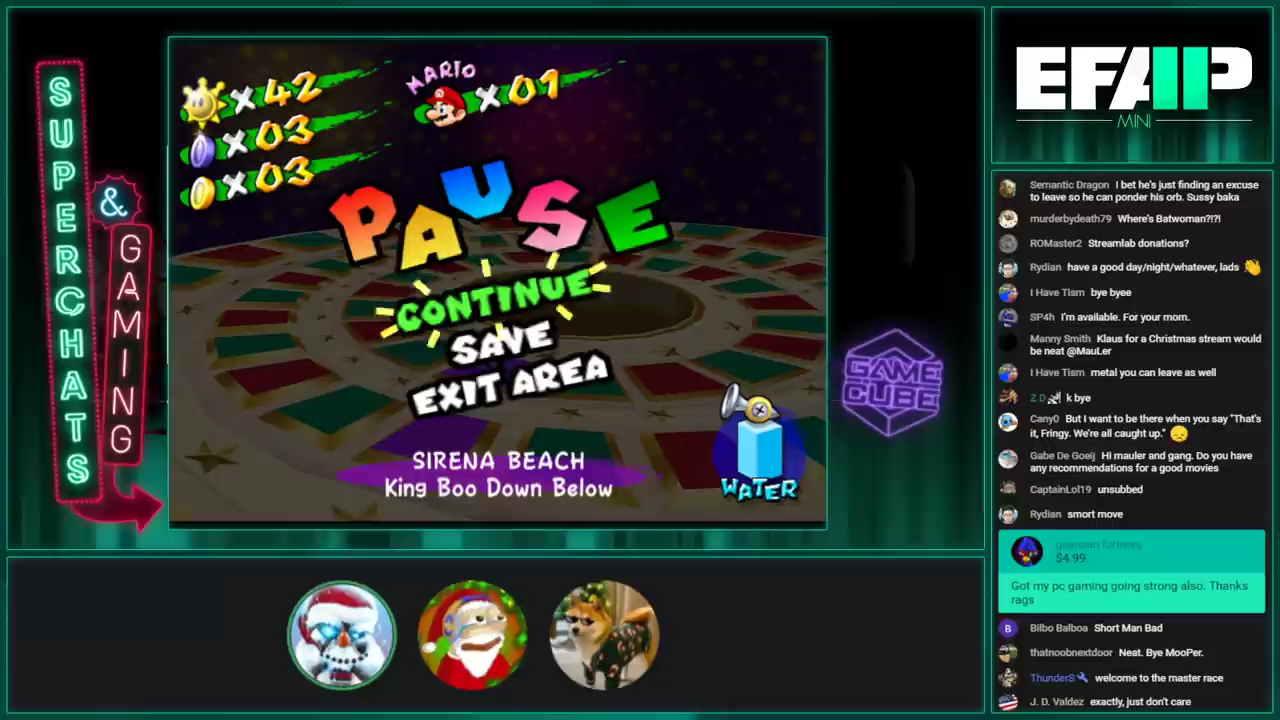 SUPERCHATS
&
GAMING
x42
x03
x03
MARIO
x01
PAUSE
CONTINUE
SAVE
EXIT AREA
SIRENA BEACH
King Boo Down Below
WATER
GAME
CUBE
EFAP
MINI
Semantic Dragon I bet he's just finding an excuse
to leave so he can ponder his orb. Sussy baka
murderbydeath79 Where's Batwoman?!?!
ROMaster2 Streamlab donations?
Rydian have a good day/night/whatever, lads 👏
I Have Tism bye byee
SP4h I'm available. For your mom.
Manny Smith Klaus for a Christmas stream would
be neat @MauLer
I Have Tism metal you can leave as well
Z D k bye
Cany0 But I want to be there when you say "That's
it, Fringy. We're all caught up." 😞
Gabe De Goeij Hi mauler and gang. Do you have
any recommendations for a good movies
CaptainLol19 unsubbed
Rydian smort move
$4.99
Got my pc gaming going strong also. Thanks
rags
B
Bilbo Balboa Short Man Bad
thatnoobnextdoor Neat. Bye MooPer.
ThunderS welcome to the master race
J. D. Valdez exactly, just don't care